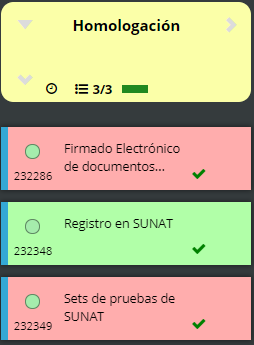 Homologación
3/3
Firmado Electrónico
de documentos...
232286
Registro en SUNAT
232348
Sets de pruebas de
SUNAT
232349